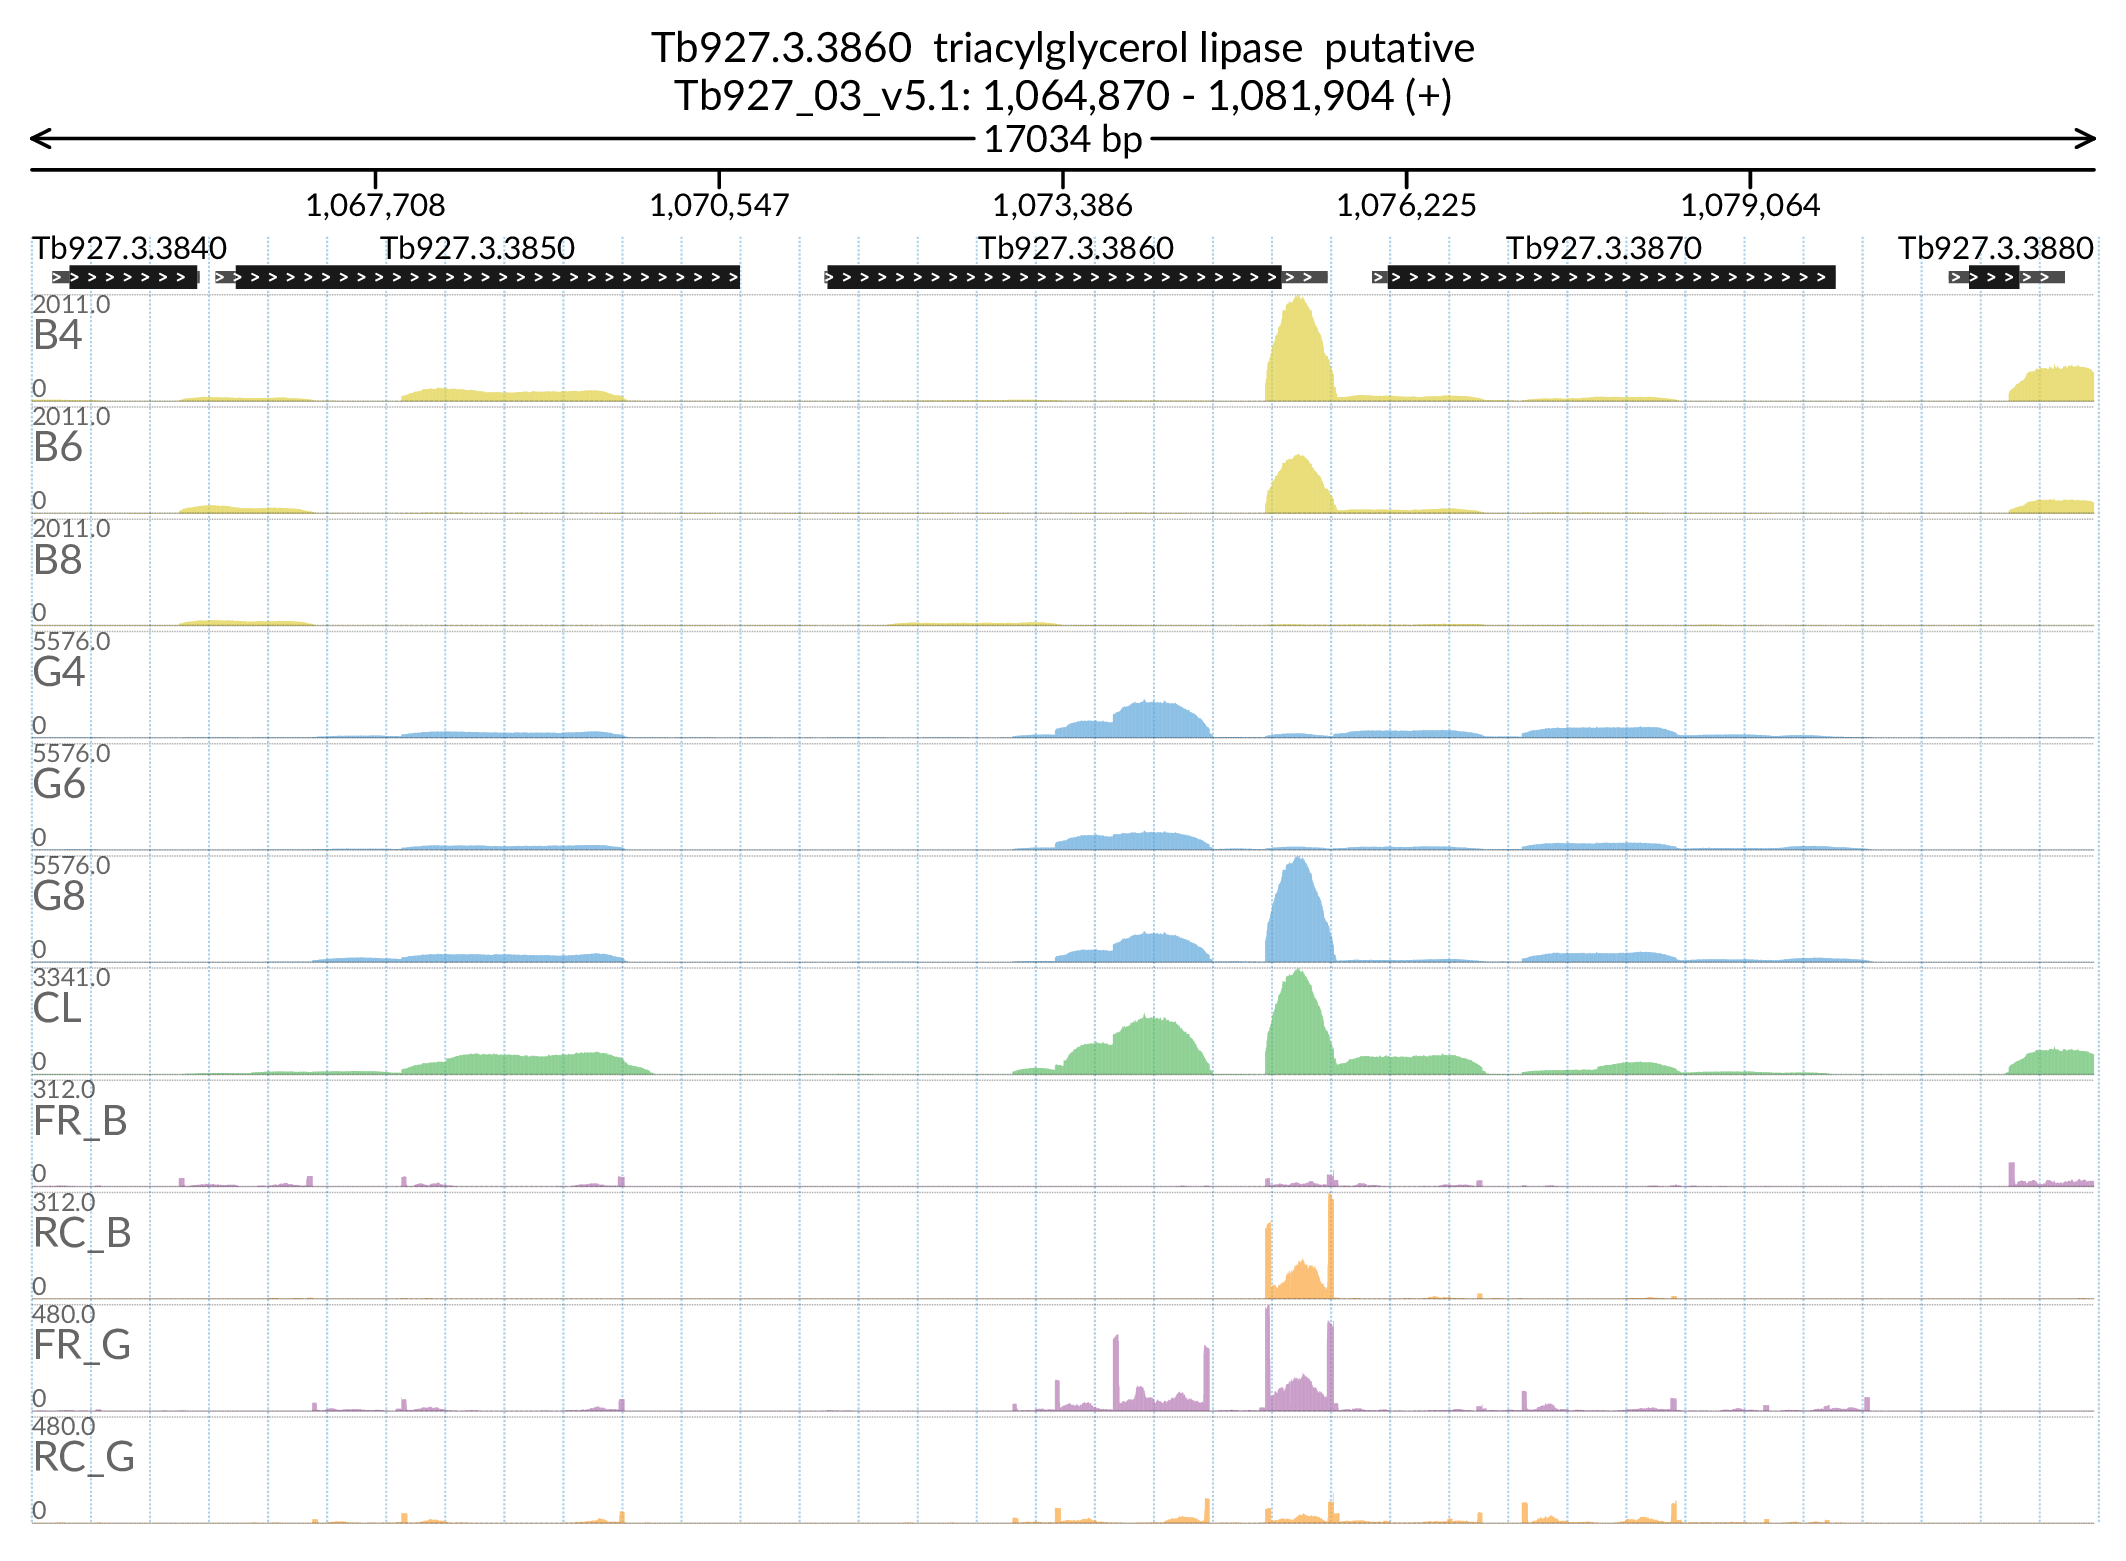 Tb927.3.3860 triacylglycerol lipase putative
Tb927_03_v5.1: 1,064,870 - 1,081,904 (+)
17034 bp
1,067,708 1,070,547 1,073,386 1,076,225 1,079,064
Tb927.3.3840 Tb927.3.3850 Tb927.3.3860 Tb927.3.3870 Tb927.3.3880
2011.0
B4
0
2011.0
B6
0
2011.0
B8
0
5576.0
G4
0
5576.0
G6
0
5576.0
G8
0
3341.0
CL
0
312.0
FR_B
0
312.0
RC_B
0
480.0
FR_G
0
480.0
RC_G
0